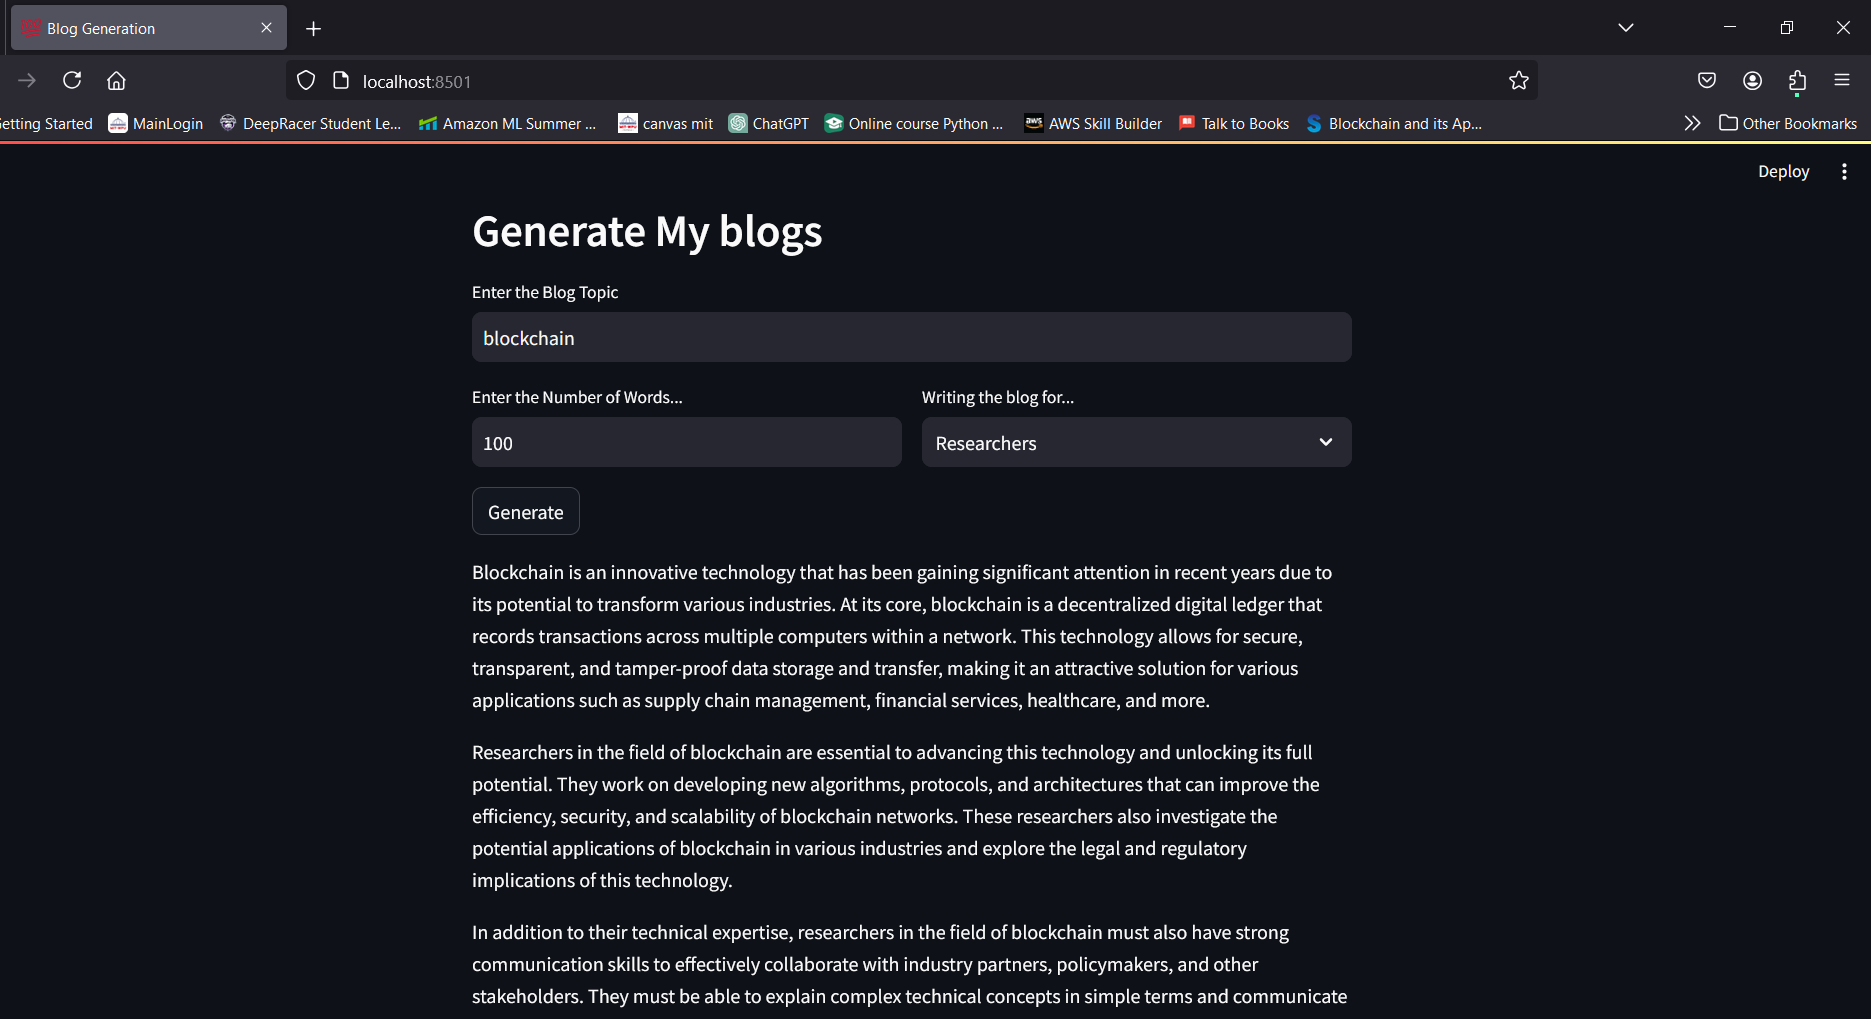 Blog Generation
localhost:8501
etting Started MainLogin DeepRacer Student Le... Amazon ML Summer ... canvas mit ChatGPT Online course Python ... AWS Skill Builder Talk to Books Blockchain and its Ap... Other Bookmarks
Deploy
Generate My blogs
Enter the Blog Topic
blockchain
Enter the Number of Words... Writing the blog for...
100 Researchers
Generate
Blockchain is an innovative technology that has been gaining significant attention in recent years due to
its potential to transform various industries. At its core, blockchain is a decentralized digital ledger that
records transactions across multiple computers within a network. This technology allows for secure,
transparent, and tamper-proof data storage and transfer, making it an attractive solution for various
applications such as supply chain management, financial services, healthcare, and more.
Researchers in the field of blockchain are essential to advancing this technology and unlocking its full
potential. They work on developing new algorithms, protocols, and architectures that can improve the
efficiency, security, and scalability of blockchain networks. These researchers also investigate the
potential applications of blockchain in various industries and explore the legal and regulatory
implications of this technology.
In addition to their technical expertise, researchers in the field of blockchain must also have strong
communication skills to effectively collaborate with industry partners, policymakers, and other
stakeholders. They must be able to explain complex technical concepts in simple terms and communicate